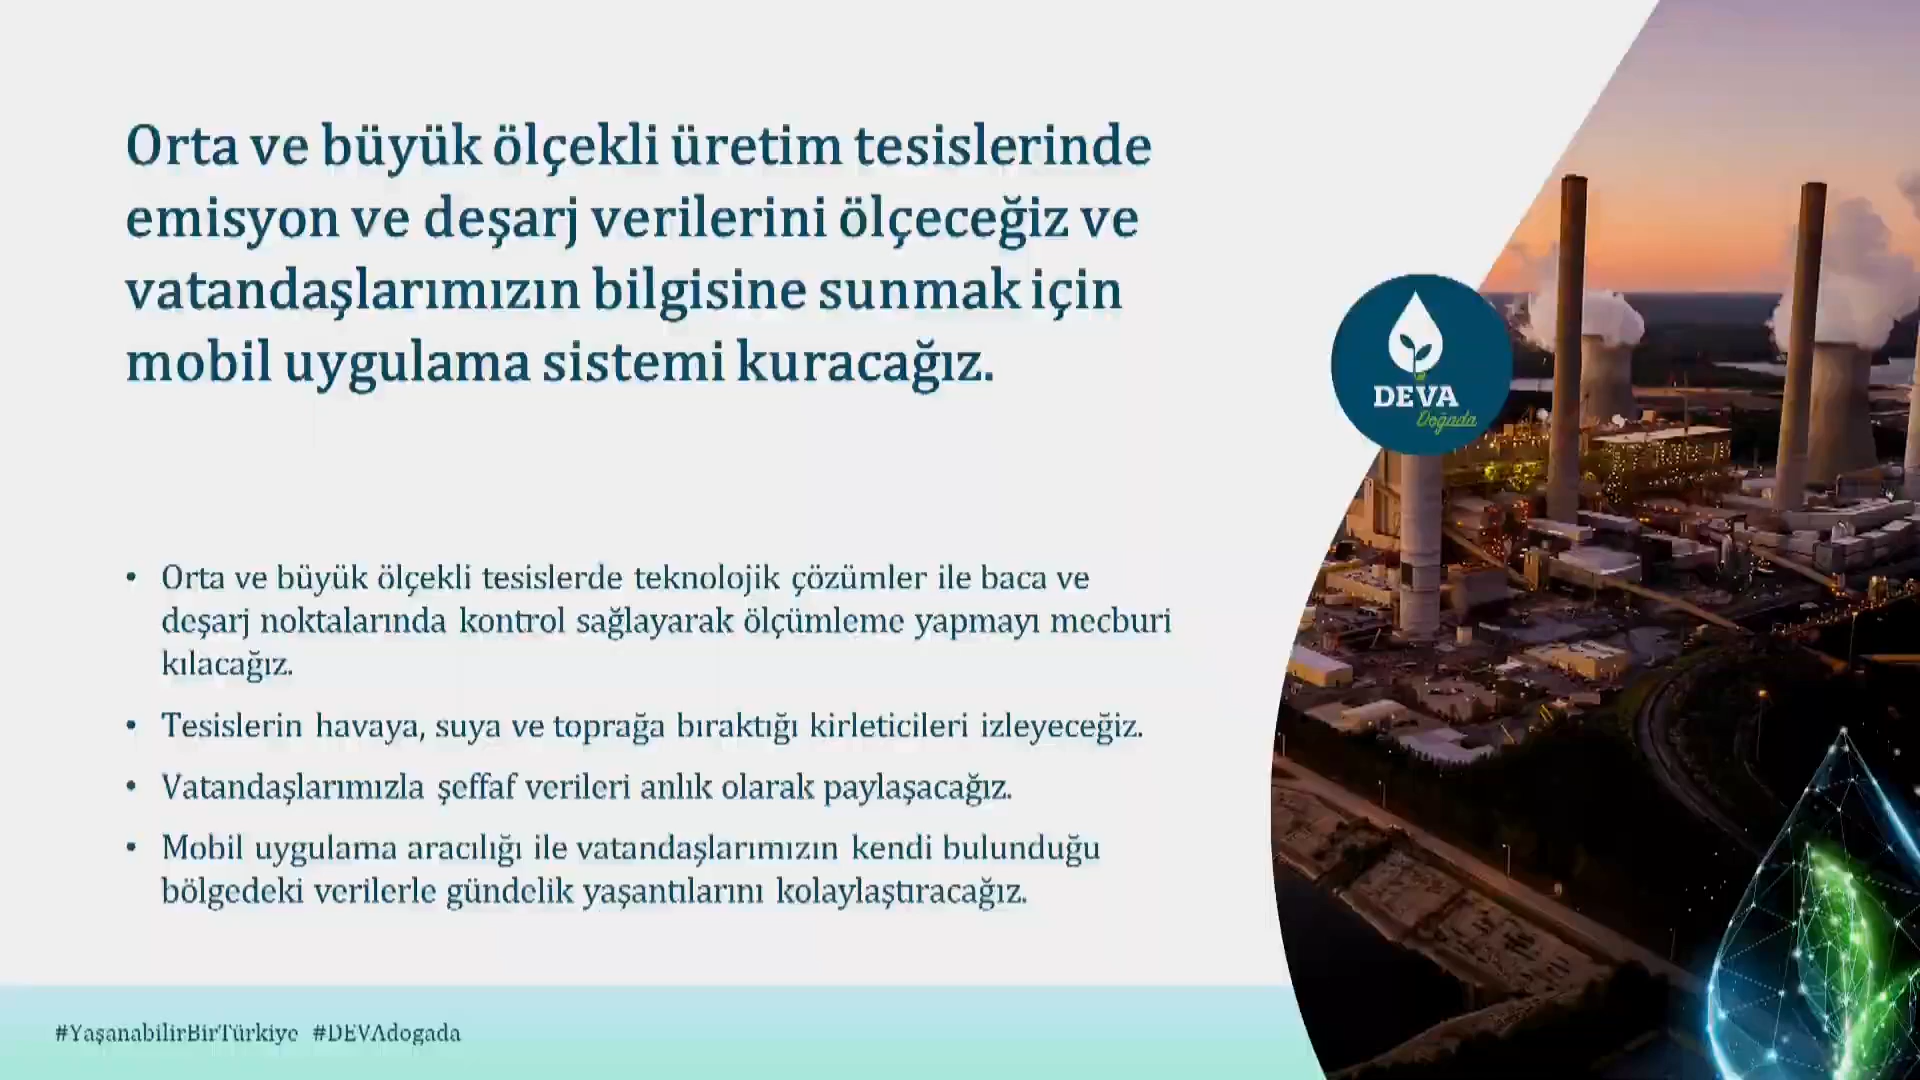 Orta ve büyük ölçekli üretim tesislerinde
emisyon ve deşarj verilerini ölçeceğiz ve
vatandaşlarımızın bilgisine sunmak için
mobil uygulama sistemi kuracağız.
DEVA
Doğada
• Orta ve büyük ölçekli tesislerde teknolojik çözümler ile baca ve
deşarj noktalarında kontrol sağlayarak ölçümleme yapmayı mecburi
kılacağız.
• Tesislerin havaya, suya ve toprağa bıraktığı kirleticileri izleyeceğiz.
• Vatandaşlarımızla şeffaf verileri anlık olarak paylaşacağız.
• Mobil uygulama aracılığı ile vatandaşlarımızın kendi bulunduğu
bölgedeki verilerle gündelik yaşantılarını kolaylaştıracağız.
#YaşanabilirBirTürkiye #DEVAdogada